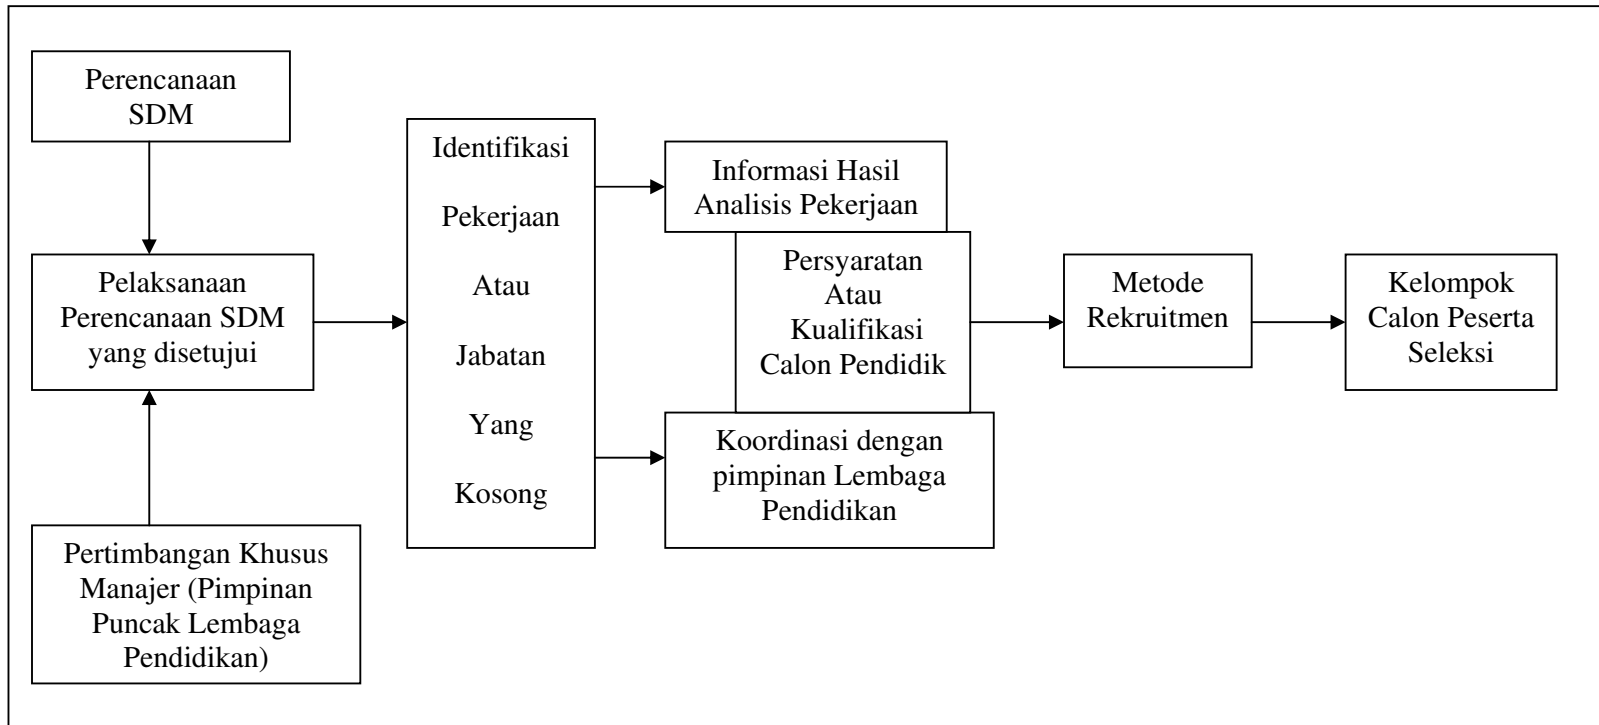 Perencanaan
SDM
Pelaksanaan
Perencanaan SDM
yang disetujui
Pertimbangan Khusus
Manajer (Pimpinan
Puncak Lembaga
Pendidikan)
Identifikasi
Pekerjaan
Atau
Jabatan
Yang
Kosong
Informasi Hasil
Analisis Pekerjaan
Persyaratan
Atau
Kualifikasi
Calon Pendidik
Koordinasi dengan
pimpinan Lembaga
Pendidikan
Metode
Rekruitmen
Kelompok
Calon Peserta
Seleksi